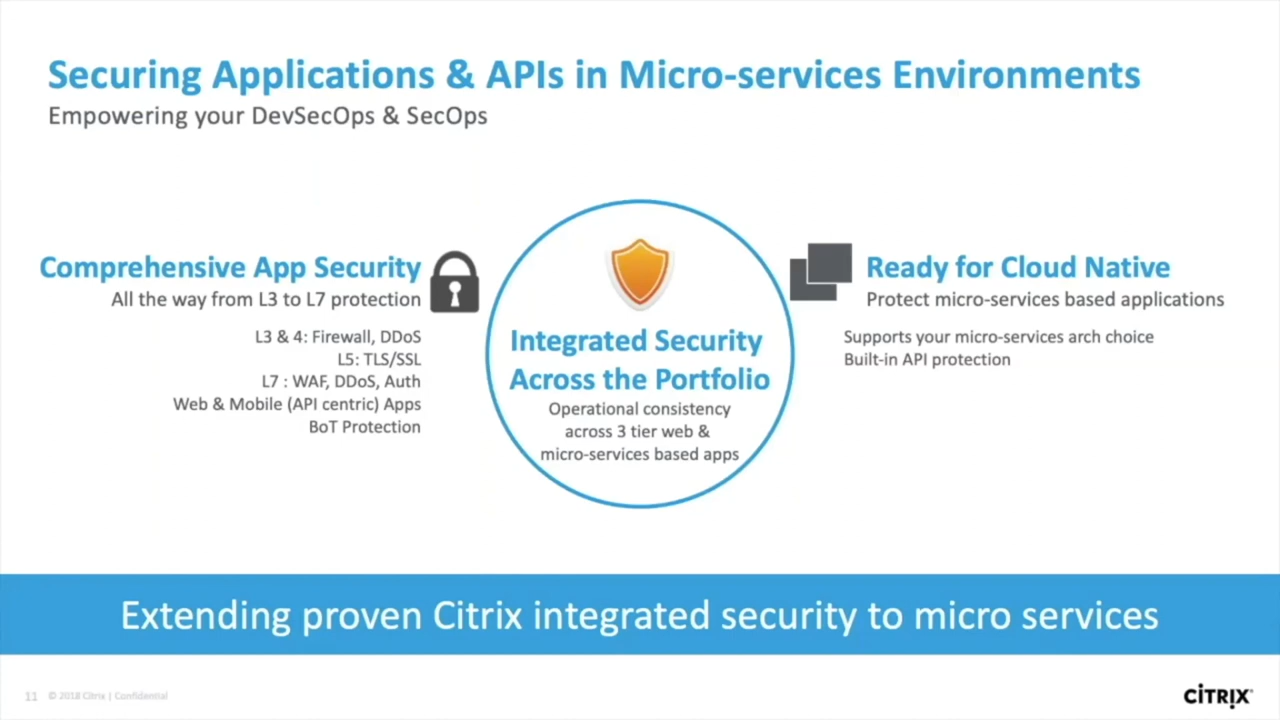 Securing Applications & APIs in Micro-services Environments
Empowering your DevSecOps & SecOps
Comprehensive App Security
All the way from L3 to L7 protection
L3 & 4: Firewall, DDoS
L5: TLS/SSL
L7 : WAF, DDoS, Auth
Web & Mobile (API centric) Apps
BoT Protection
Integrated Security
Across the Portfolio
Operational consistency
across 3 tier web &
micro-services based apps
Ready for Cloud Native
Protect micro-services based applications
Supports your micro-services arch choice
Built-in API protection
Extending proven Citrix integrated security to micro services
11 © 2018 Citrix | Confidential
CITRIX